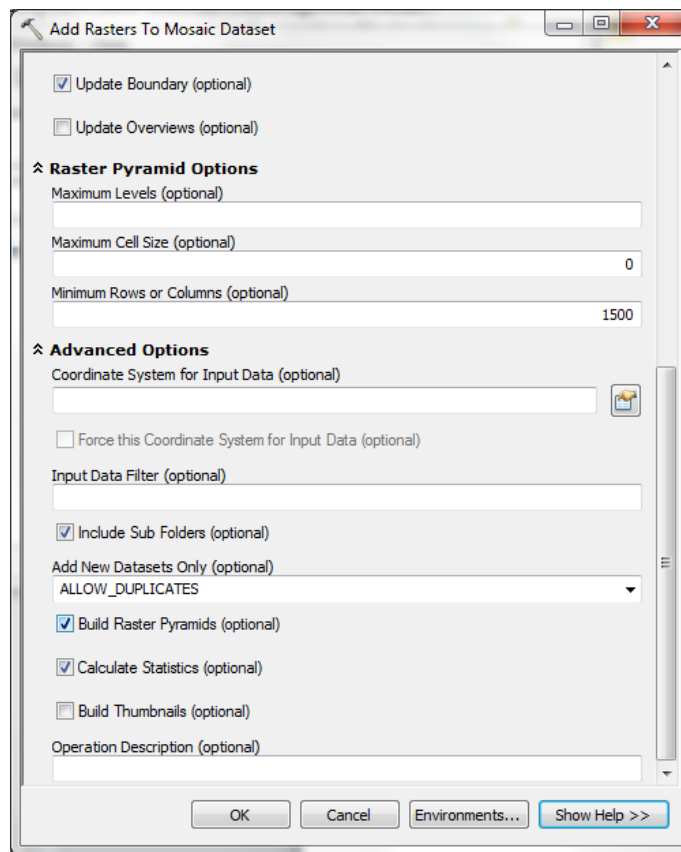 Add Rasters To Mosaic Dataset
Update Boundary (optional)
Update Overviews (optional)
Raster Pyramid Options
Maximum Levels (optional)
Maximum Cell Size (optional)
0
Minimum Rows or Columns (optional)
1500
Advanced Options
Coordinate System for Input Data (optional)
Force this Coordinate System for Input Data (optional)
Input Data Filter (optional)
Include Sub Folders (optional)
Add New Datasets Only (optional)
ALLOW_DUPLICATES
Build Raster Pyramids (optional)
Calculate Statistics (optional)
Build Thumbnails (optional)
Operation Description (optional)
OK Cancel Environments... Show Help >>